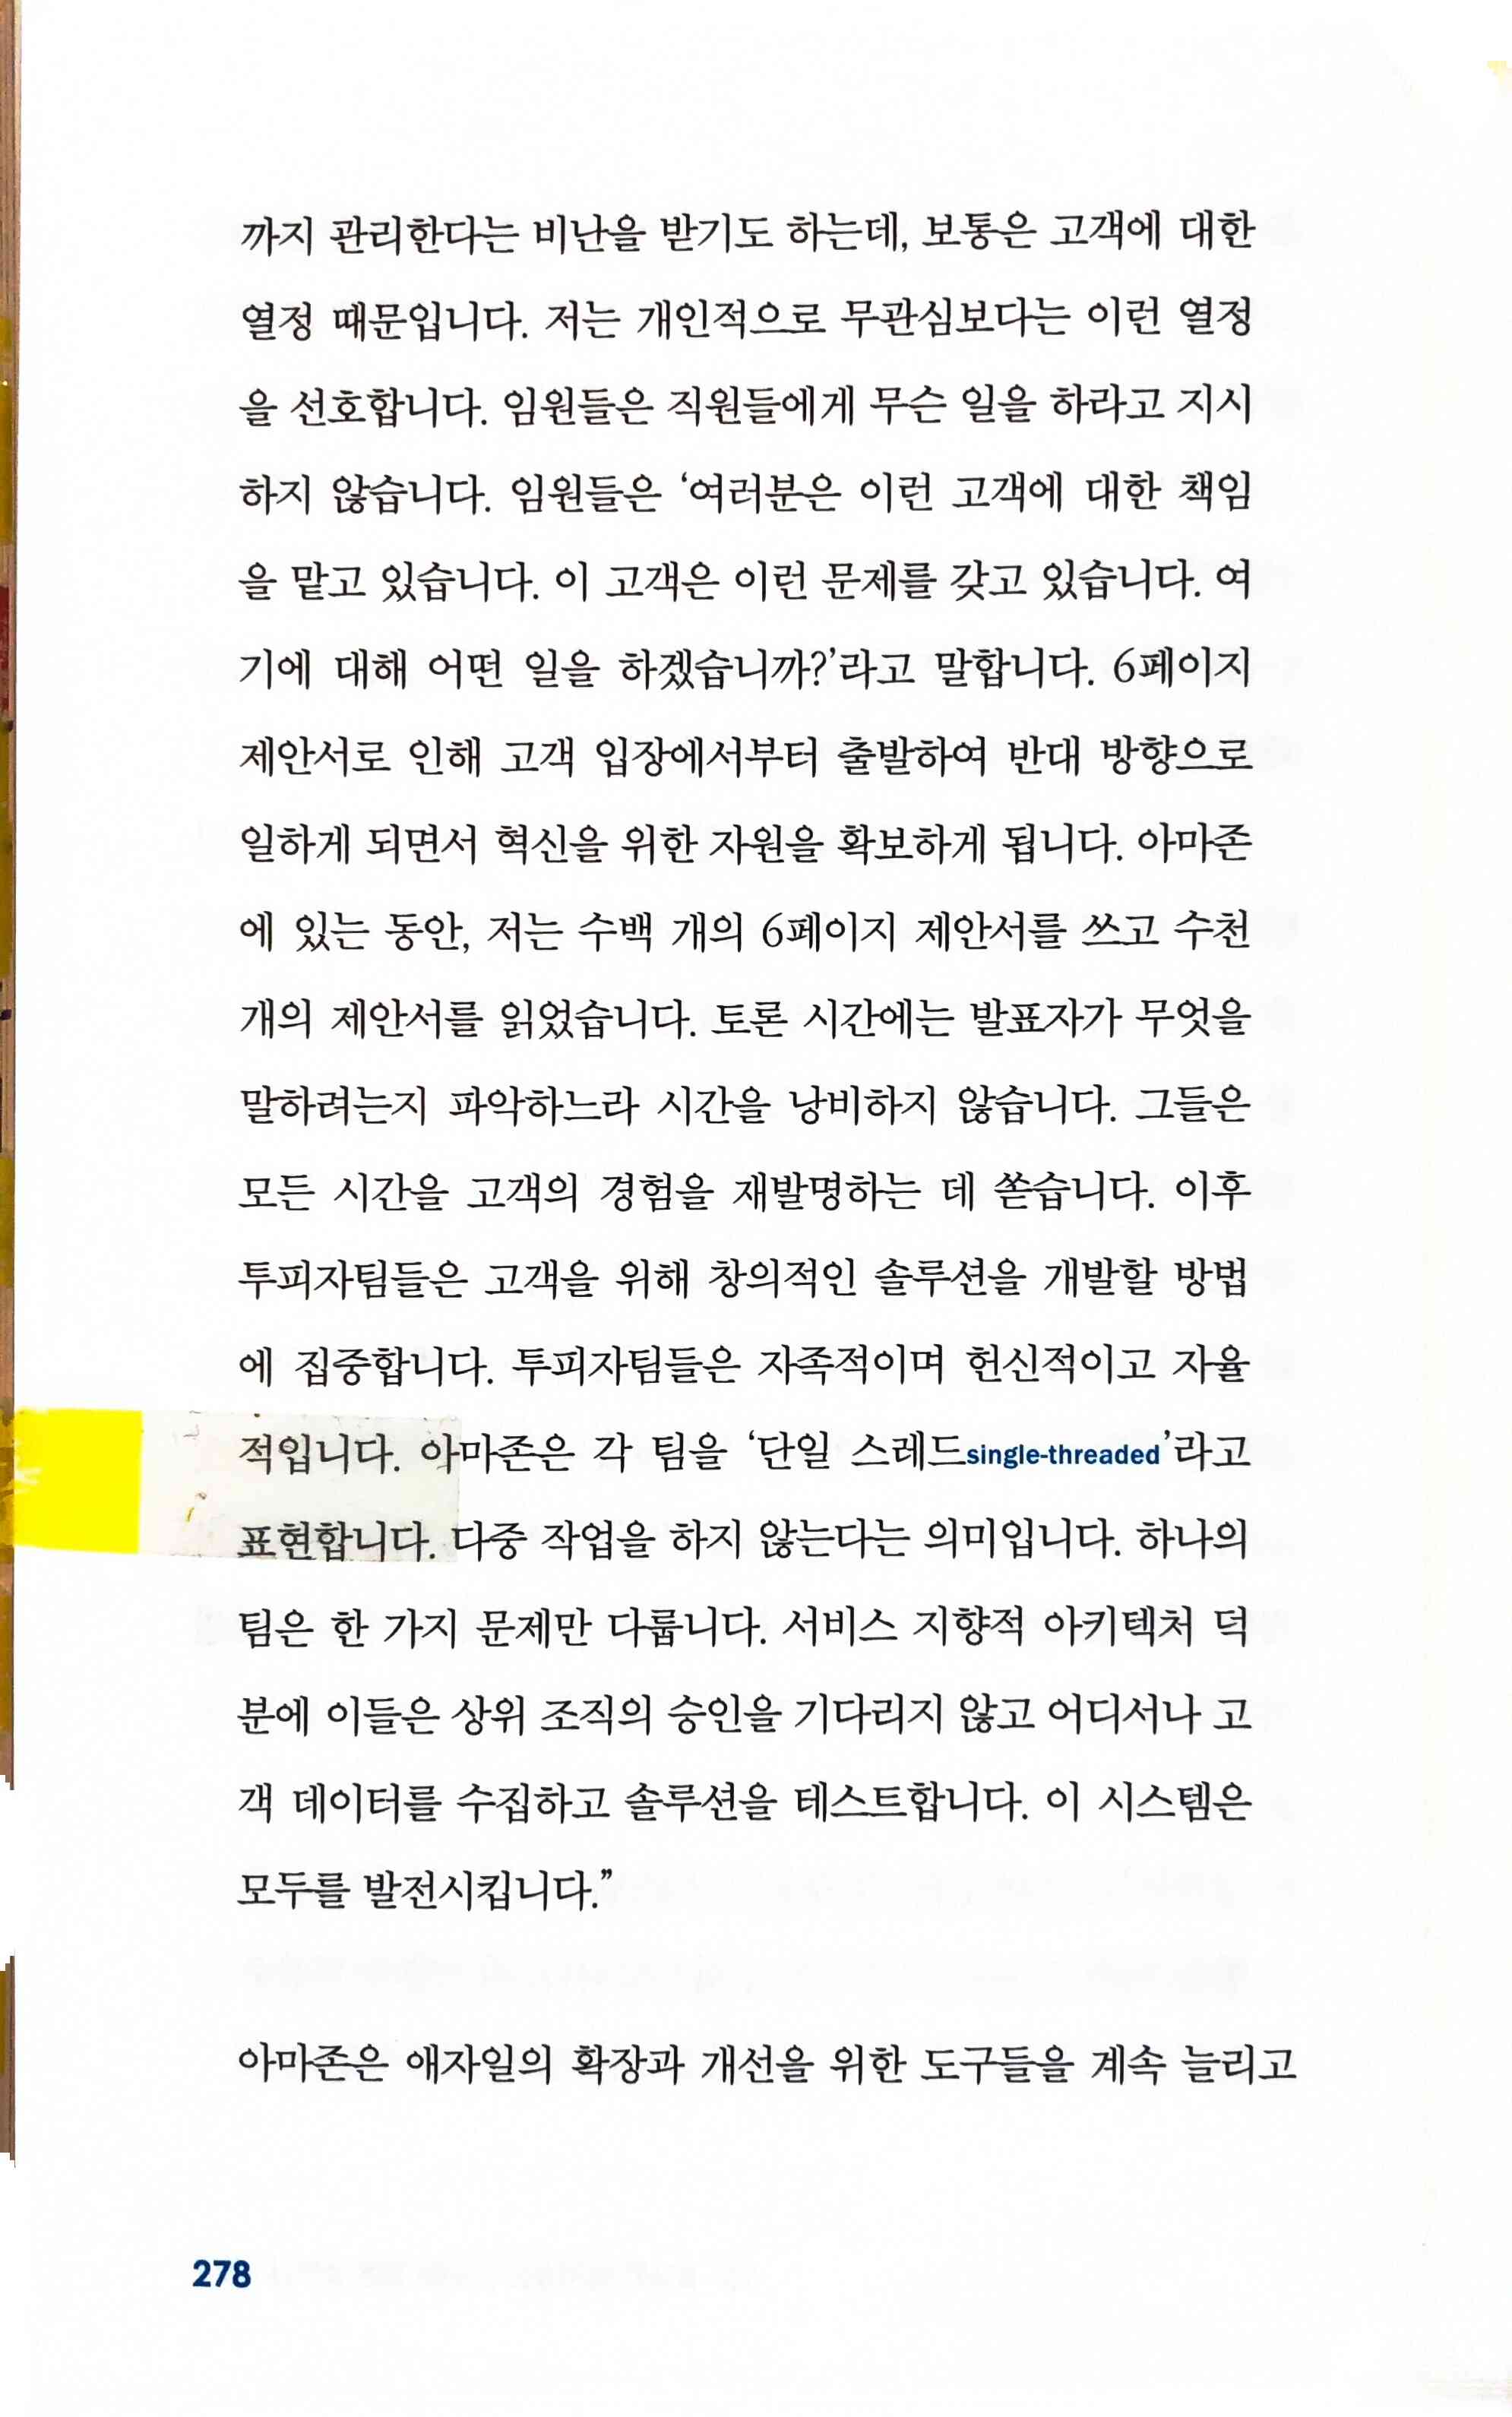 까지 관리한다는 비난을 받기도 하는데, 보통은 고객에 대한
열정 때문입니다. 저는 개인적으로 무관심보다는 이런 열정
을 선호합니다. 임원들은 직원들에게 무슨 일을 하라고 지시
하지 않습니다. 임원들은 ‘여러분은 이런 고객에 대한 책임
을 맡고 있습니다. 이 고객은 이런 문제를 갖고 있습니다. 여
기에 대해 어떤 일을 하겠습니까?’라고 말합니다. 6페이지
제안서로 인해 고객 입장에서부터 출발하여 반대 방향으로
일하게 되면서 혁신을 위한 자원을 확보하게 됩니다. 아마존
에 있는 동안, 저는 수백 개의 6페이지 제안서를 쓰고 수천
개의 제안서를 읽었습니다. 토론 시간에는 발표자가 무엇을
말하려는지 파악하느라 시간을 낭비하지 않습니다. 그들은
모든 시간을 고객의 경험을 재발명하는 데 쏟습니다. 이후
투피자팀들은 고객을 위해 창의적인 솔루션을 개발할 방법
에 집중합니다. 투피자팀들은 자족적이며 헌신적이고 자율
적입니다. 아마존은 각 팀을 ‘단일 스레드single-threaded’라고
표현합니다. 다중 작업을 하지 않는다는 의미입니다. 하나의
팀은 한 가지 문제만 다룹니다. 서비스 지향적 아키텍처 덕
분에 이들은 상위 조직의 승인을 기다리지 않고 어디서나 고
객 데이터를 수집하고 솔루션을 테스트합니다. 이 시스템은
모두를 발전시킵니다.”
아마존은 애자일의 확장과 개선을 위한 도구들을 계속 늘리고
278